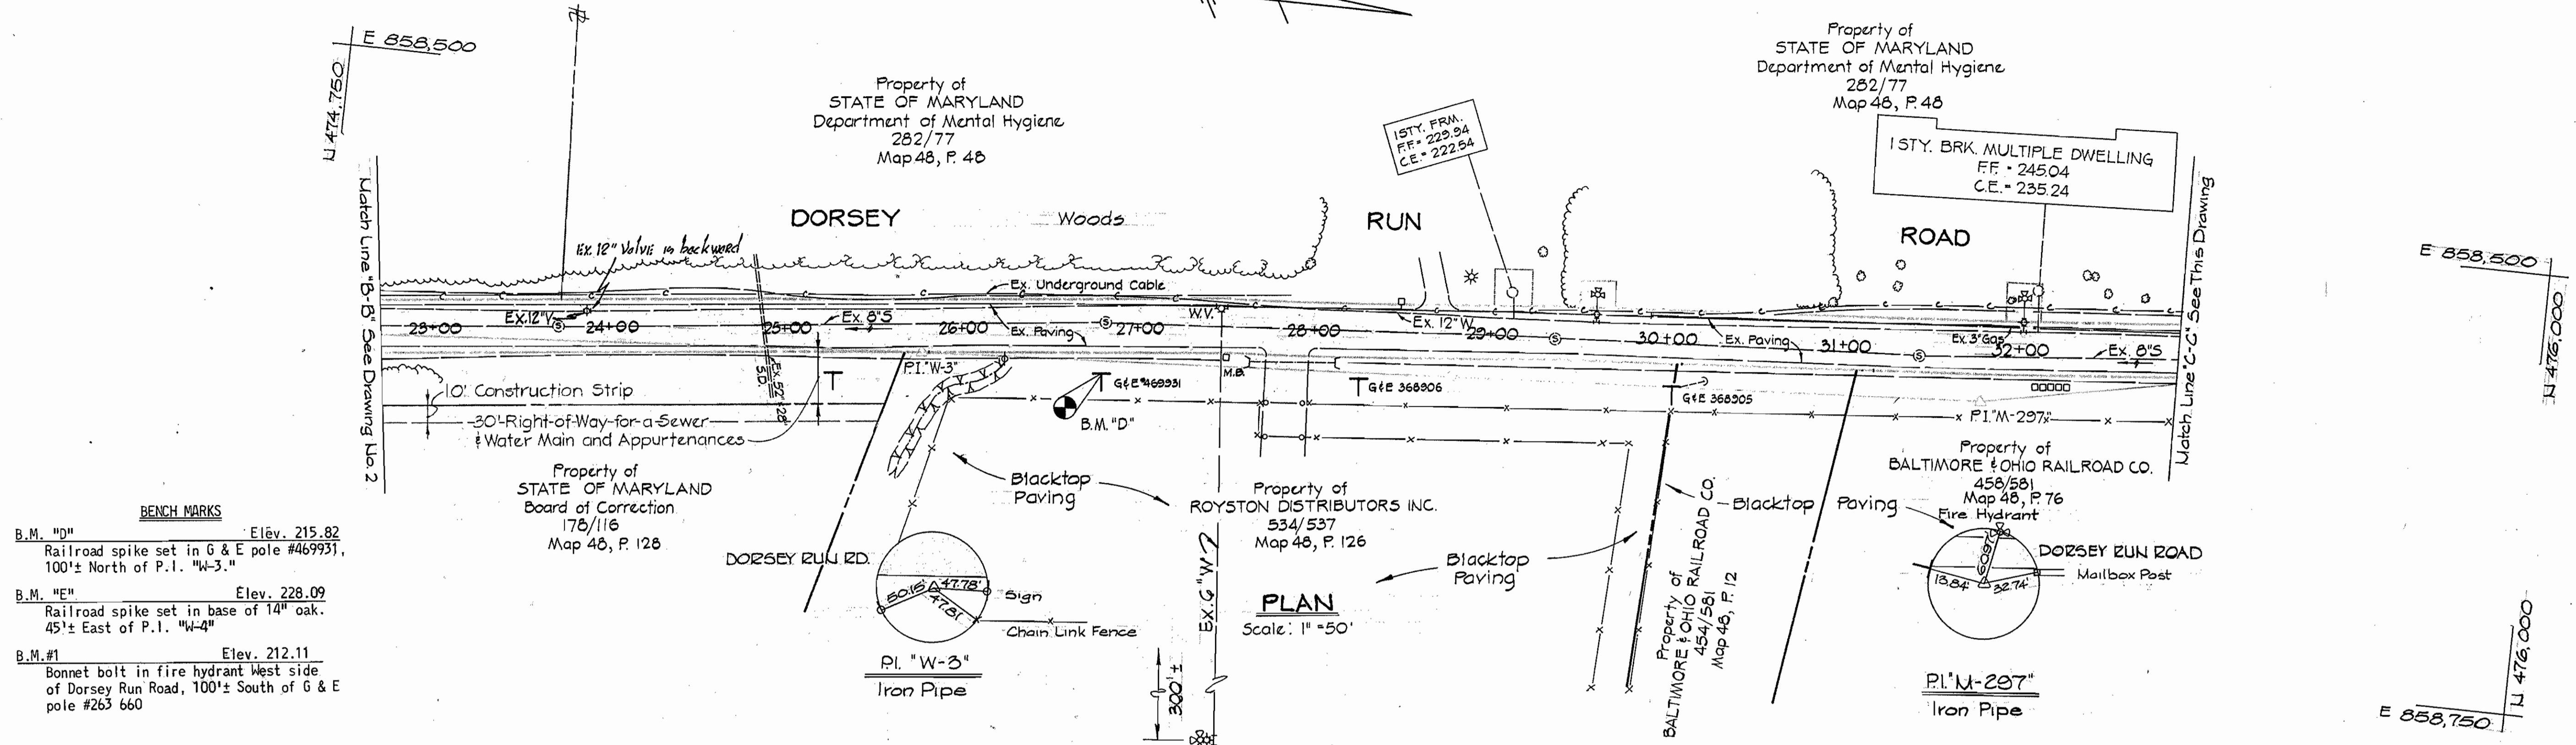 E 858,500
N 474,750
Property of
STATE OF MARYLAND
Department of Mental Hygiene
282/77
Map 48, P. 48
Property of
STATE OF MARYLAND
Department of Mental Hygiene
282/77
Map 48, P. 48
1 STY. FRM.
F.F. = 229.94
C.E. = 222.54
1 STY. BRK. MULTIPLE DWELLING
F.F. = 245.04
C.E. = 235.24
Match Line "B-B" See Drawing No. 2
Match Line "C-C" See This Drawing
DORSEY
Woods
RUN
ROAD
Ex. 12" Valve is backward
Ex. Underground Cable
E 858,500
N 476,000
23+00
Ex. 12" V.
S
24+00
25+00
Ex. 8"S
26+00
Ex. Paving
S
27+00
W.V.
28+00
Ex. 12" W
29+00
S
30+00
Ex. Paving
31+00
S
Ex. 3" Gas
32+00
Ex. 8"S
P.I. "W-3"
Ex. 52" x 28"
S.D.
G&E #469931
M.B.
G&E 368906
G&E 368905
B.M. "D"
P.I. "M-297"
10' Construction Strip
30' Right-of-Way for a Sewer
& Water Main and Appurtenances
Property of
STATE OF MARYLAND
Board of Correction
178/116
Map 48, P. 128
Blacktop
Paving
Property of
ROYSTON DISTRIBUTORS INC.
534/537
Map 48, P. 126
Blacktop
Paving
Property of
BALTIMORE & OHIO RAILROAD CO.
454/581
Map 48, P. 12
Blacktop Paving
Property of
BALTIMORE & OHIO RAILROAD CO.
458/581
Map 48, P. 76
Fire Hydrant
DORSEY RUN ROAD
Mailbox Post
13.84'
60.97
32.74'
P.I. "M-297"
Iron Pipe
DORSEY RUN RD.
50.15'
47.78'
47.81
Sign
Chain Link Fence
P.I. "W-3"
Iron Pipe
Ex. 6" W
300'±
PLAN
Scale: 1" = 50'
BENCH MARKS
B.M. "D" Elev. 215.82
Railroad spike set in G & E pole #469931,
100'± North of P.I. "W-3."
B.M. "E" Elev. 228.09
Railroad spike set in base of 14" oak.
45'± East of P.I. "W-4"
B.M.#1 Elev. 212.11
Bonnet bolt in fire hydrant West side
of Dorsey Run Road, 100'± South of G & E
pole #263 660
N 476,000
E 858,750